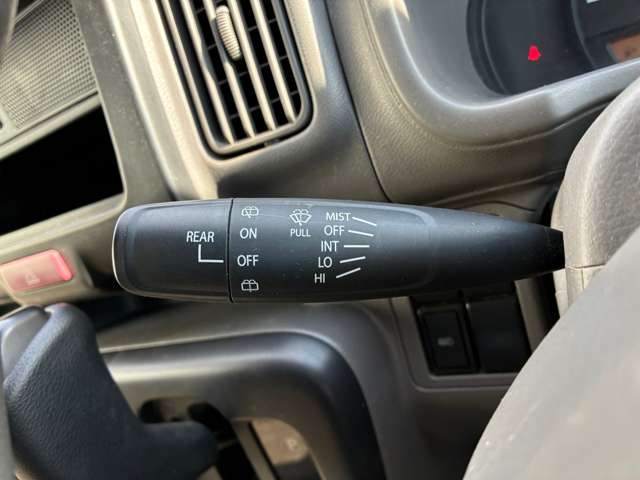 REAR
ON
OFF
PULL
MIST
OFF
INT
LO
HI